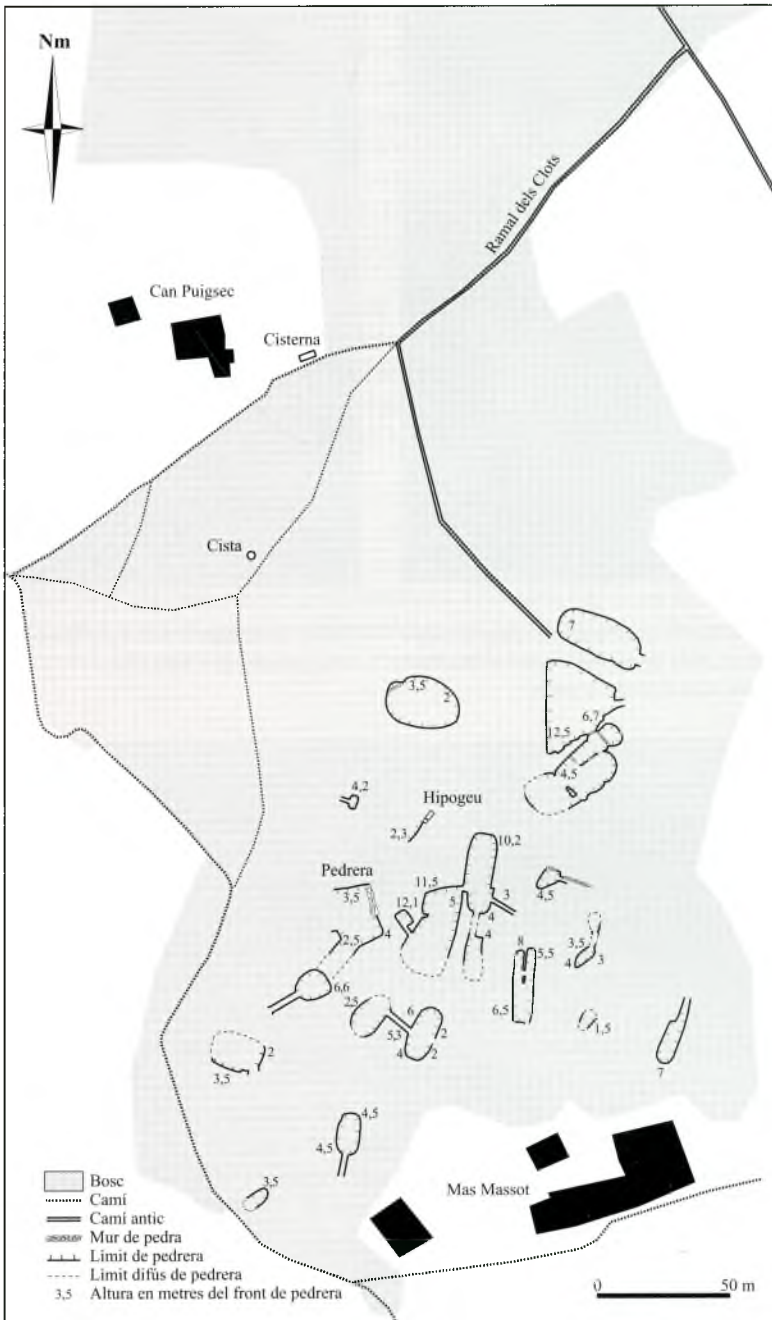 Nm
Ramal dels Clots
Can Puigsec
Cisterna
Cista
7
3,5
2
6,7
12,5
4,5
4,2
Hipogeu
2,3
10,2
Pedrera
3,5
11,5
5
3
4,5
12,1
4
4
4
2,5
8
5,5
3,5
4
3
6,6
2,5
6
6,5
1,5
5,3
2
4
2
2
3,5
7
4,5
4,5
3,5
Mas Massot
Bosc
Camí
Camí antic
Mur de pedra
Límit de pedrera
Límit difús de pedrera
3,5 Altura en metres del front de pedrera
0 50 m